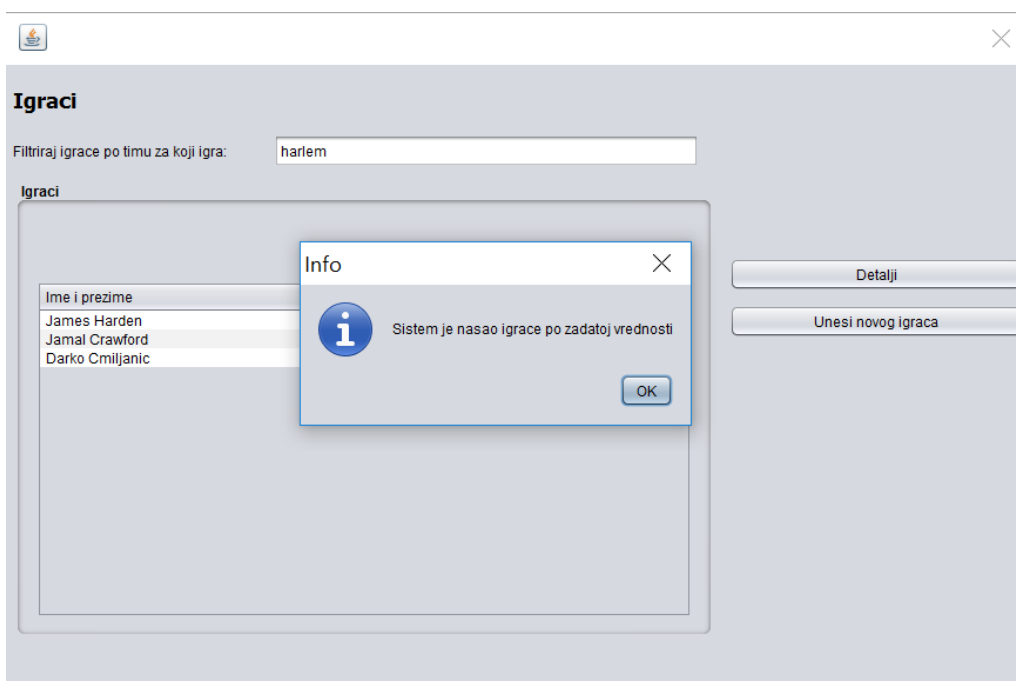 Igraci
Filtriraj igrace po timu za koji igra:
harlem
Igraci
Info
Sistem je nasao igrace po zadatoj vrednosti
OK
Ime i prezime
James Harden
Jamal Crawford
Darko Cmiljanic
Detalji
Unesi novog igraca